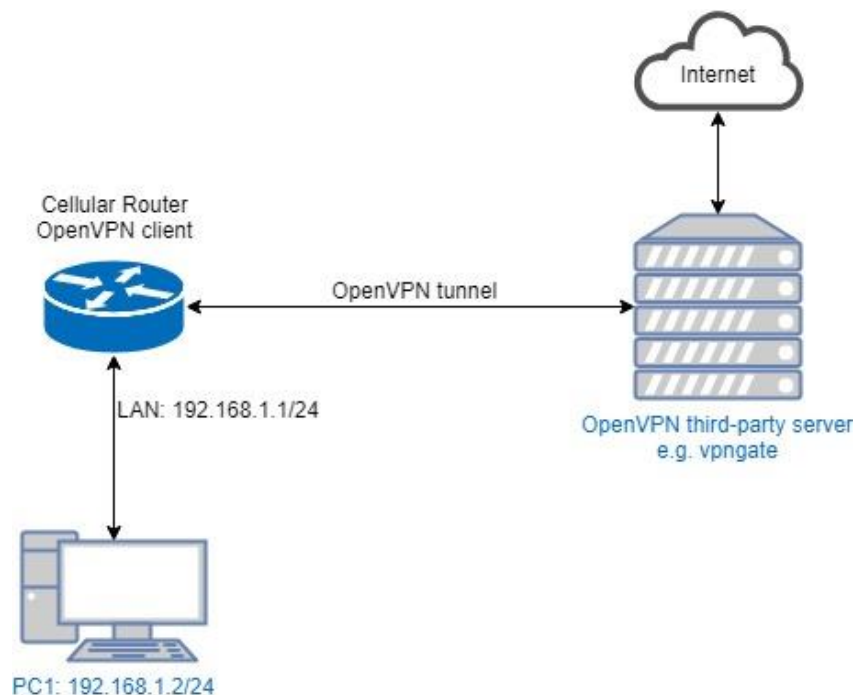 Internet
Cellular Router
OpenVPN client
OpenVPN tunnel
LAN: 192.168.1.1/24
OpenVPN third-party server
e.g. vpngate
PC1: 192.168.1.2/24